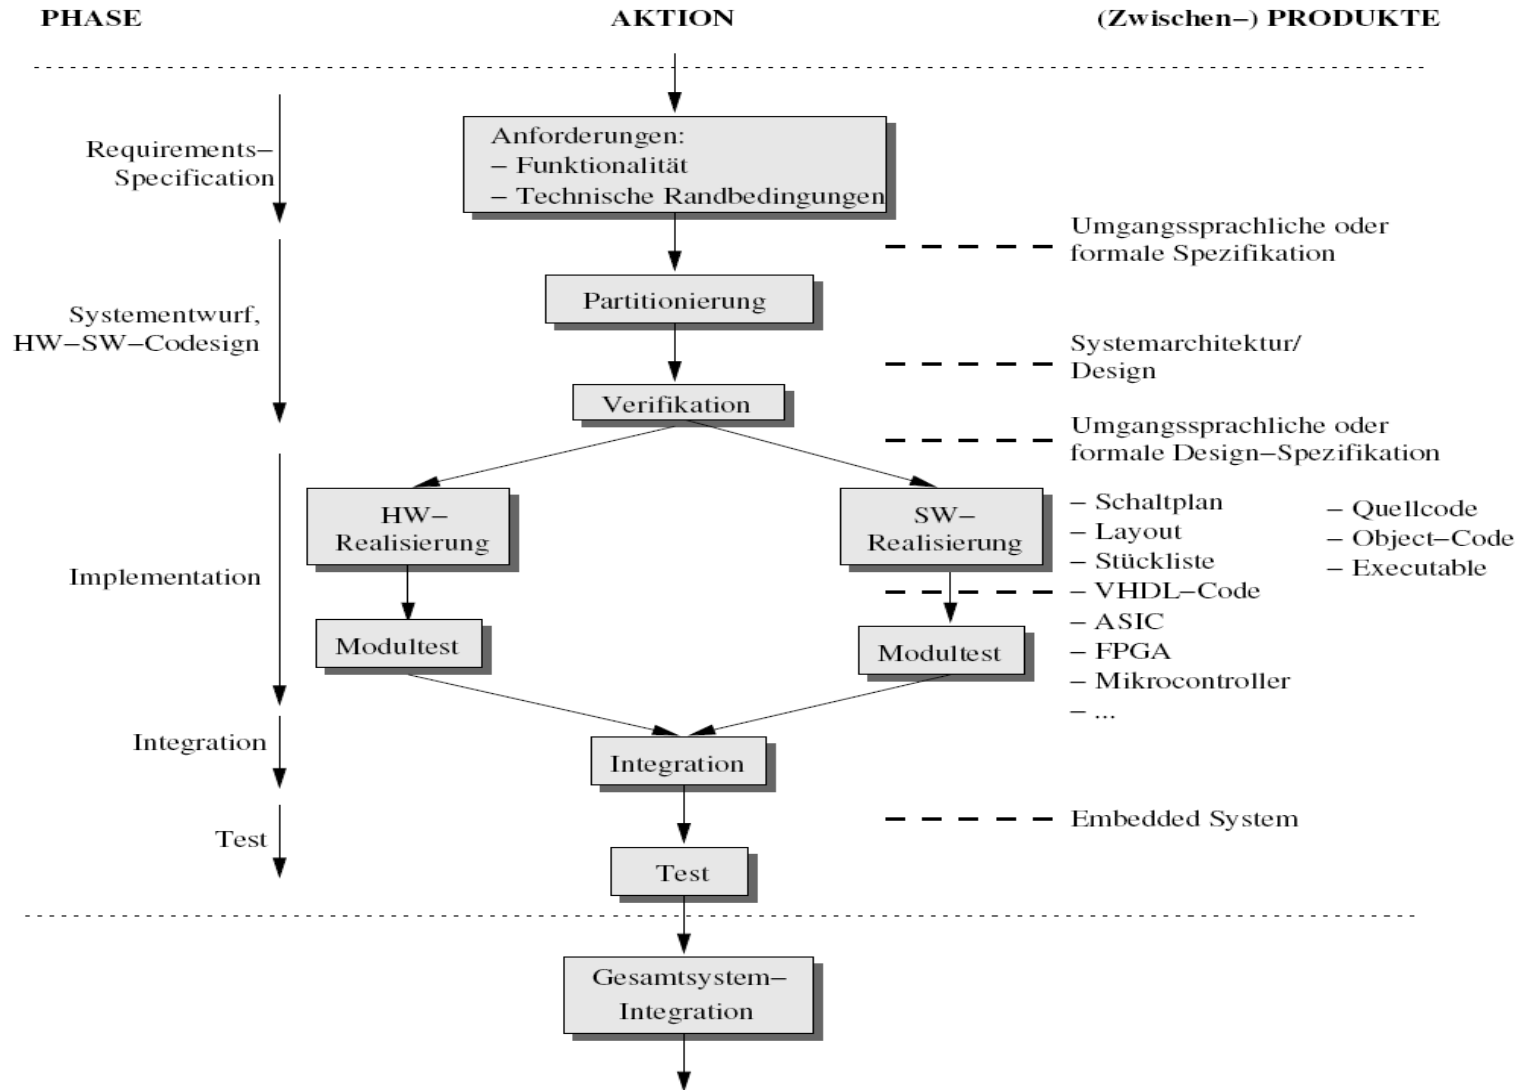 PHASE
AKTION
(Zwischen–) PRODUKTE
Requirements–
Specification
Anforderungen:
– Funktionalität
– Technische Randbedingungen
Umgangssprachliche oder
formale Spezifikation
Systementwurf,
HW–SW–Codesign
Partitionierung
Systemarchitektur/
Design
Verifikation
Umgangssprachliche oder
formale Design–Spezifikation
Implementation
HW–
Realisierung
SW–
Realisierung
– Schaltplan
– Layout
– Stückliste
– VHDL–Code
– ASIC
– FPGA
– Mikrocontroller
– ...
– Quellcode
– Object–Code
– Executable
Modultest
Modultest
Integration
Integration
Embedded System
Test
Test
Gesamtsystem–
Integration